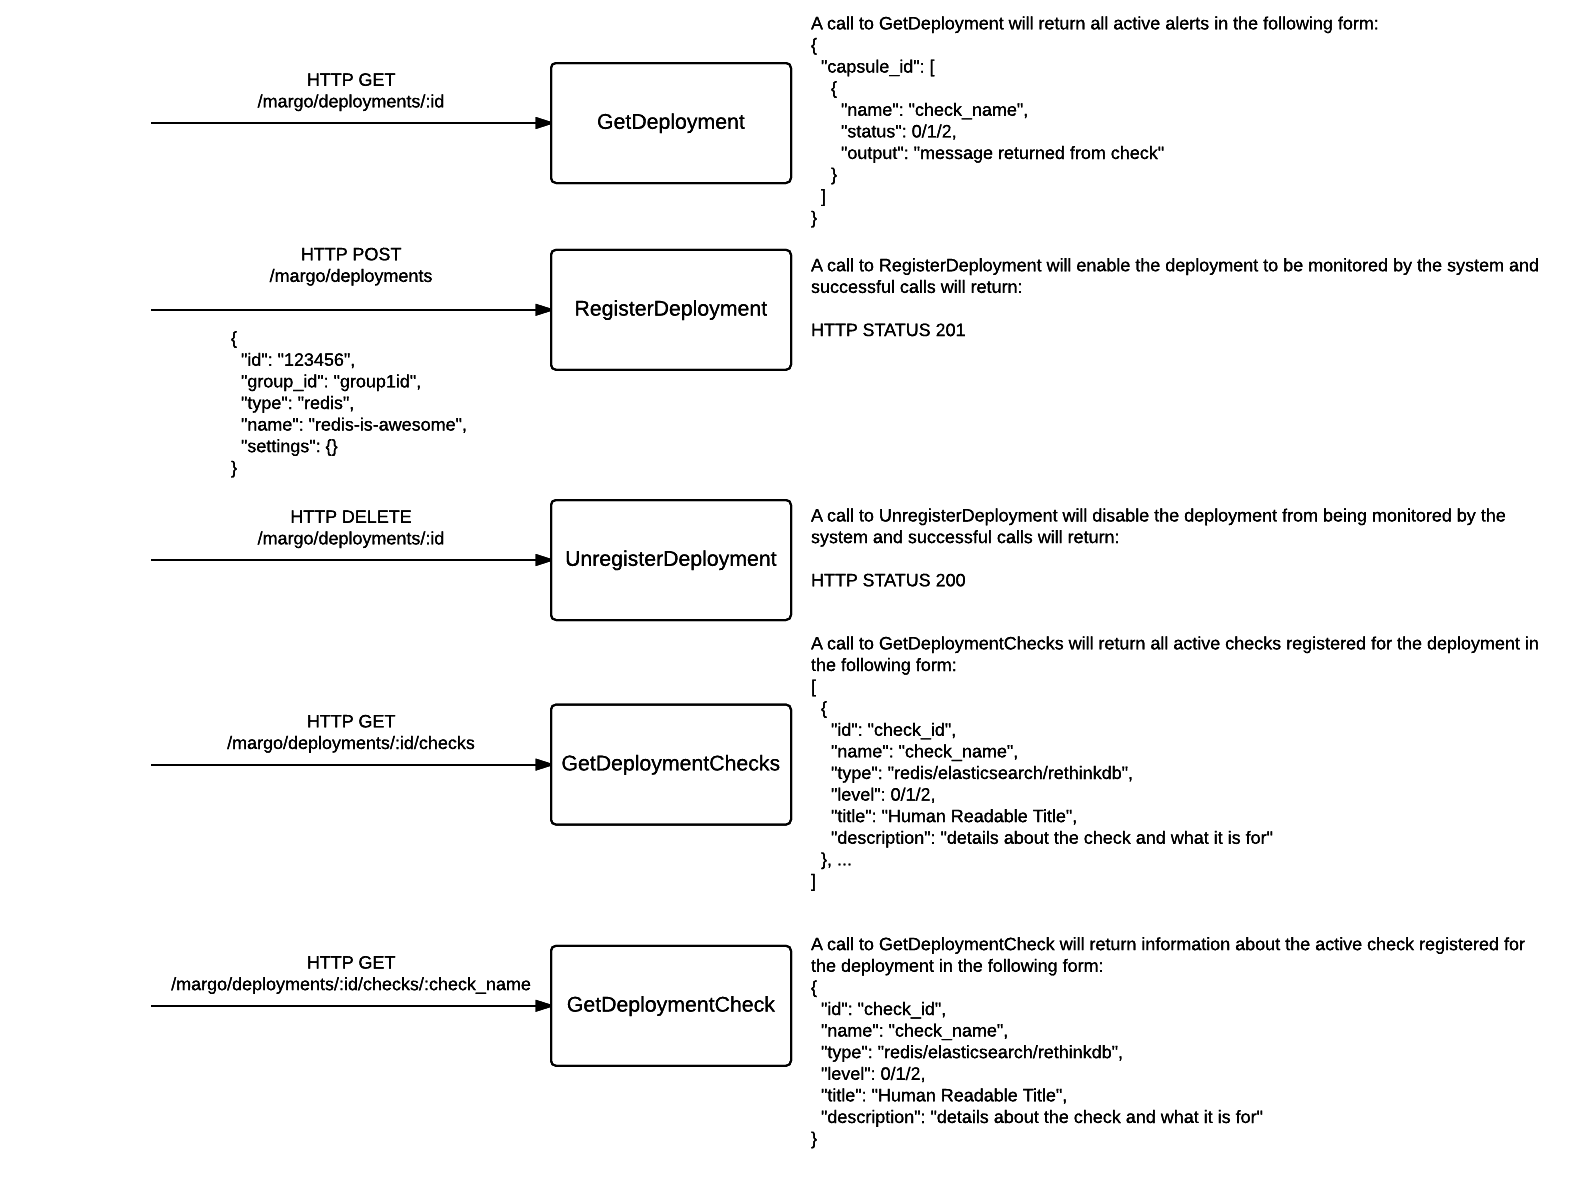 HTTP GET
/margo/deployments/:id
GetDeployment
A call to GetDeployment will return all active alerts in the following form:
{
"capsule_id": [
{
"name": "check_name",
"status": 0/1/2,
"output": "message returned from check"
}
]
}
HTTP POST
/margo/deployments
{
"id": "123456",
"group_id": "group1id",
"type": "redis",
"name": "redis-is-awesome",
"settings": {}
}
RegisterDeployment
A call to RegisterDeployment will enable the deployment to be monitored by the system and
successful calls will return:
HTTP STATUS 201
HTTP DELETE
/margo/deployments/:id
UnregisterDeployment
A call to UnregisterDeployment will disable the deployment from being monitored by the
system and successful calls will return:
HTTP STATUS 200
HTTP GET
/margo/deployments/:id/checks
GetDeploymentChecks
A call to GetDeploymentChecks will return all active checks registered for the deployment in
the following form:
[
{
"id": "check_id",
"name": "check_name",
"type": "redis/elasticsearch/rethinkdb",
"level": 0/1/2,
"title": "Human Readable Title",
"description": "details about the check and what it is for"
}, ...
]
HTTP GET
/margo/deployments/:id/checks/:check_name
GetDeploymentCheck
A call to GetDeploymentCheck will return information about the active check registered for
the deployment in the following form:
{
"id": "check_id",
"name": "check_name",
"type": "redis/elasticsearch/rethinkdb",
"level": 0/1/2,
"title": "Human Readable Title",
"description": "details about the check and what it is for"
}